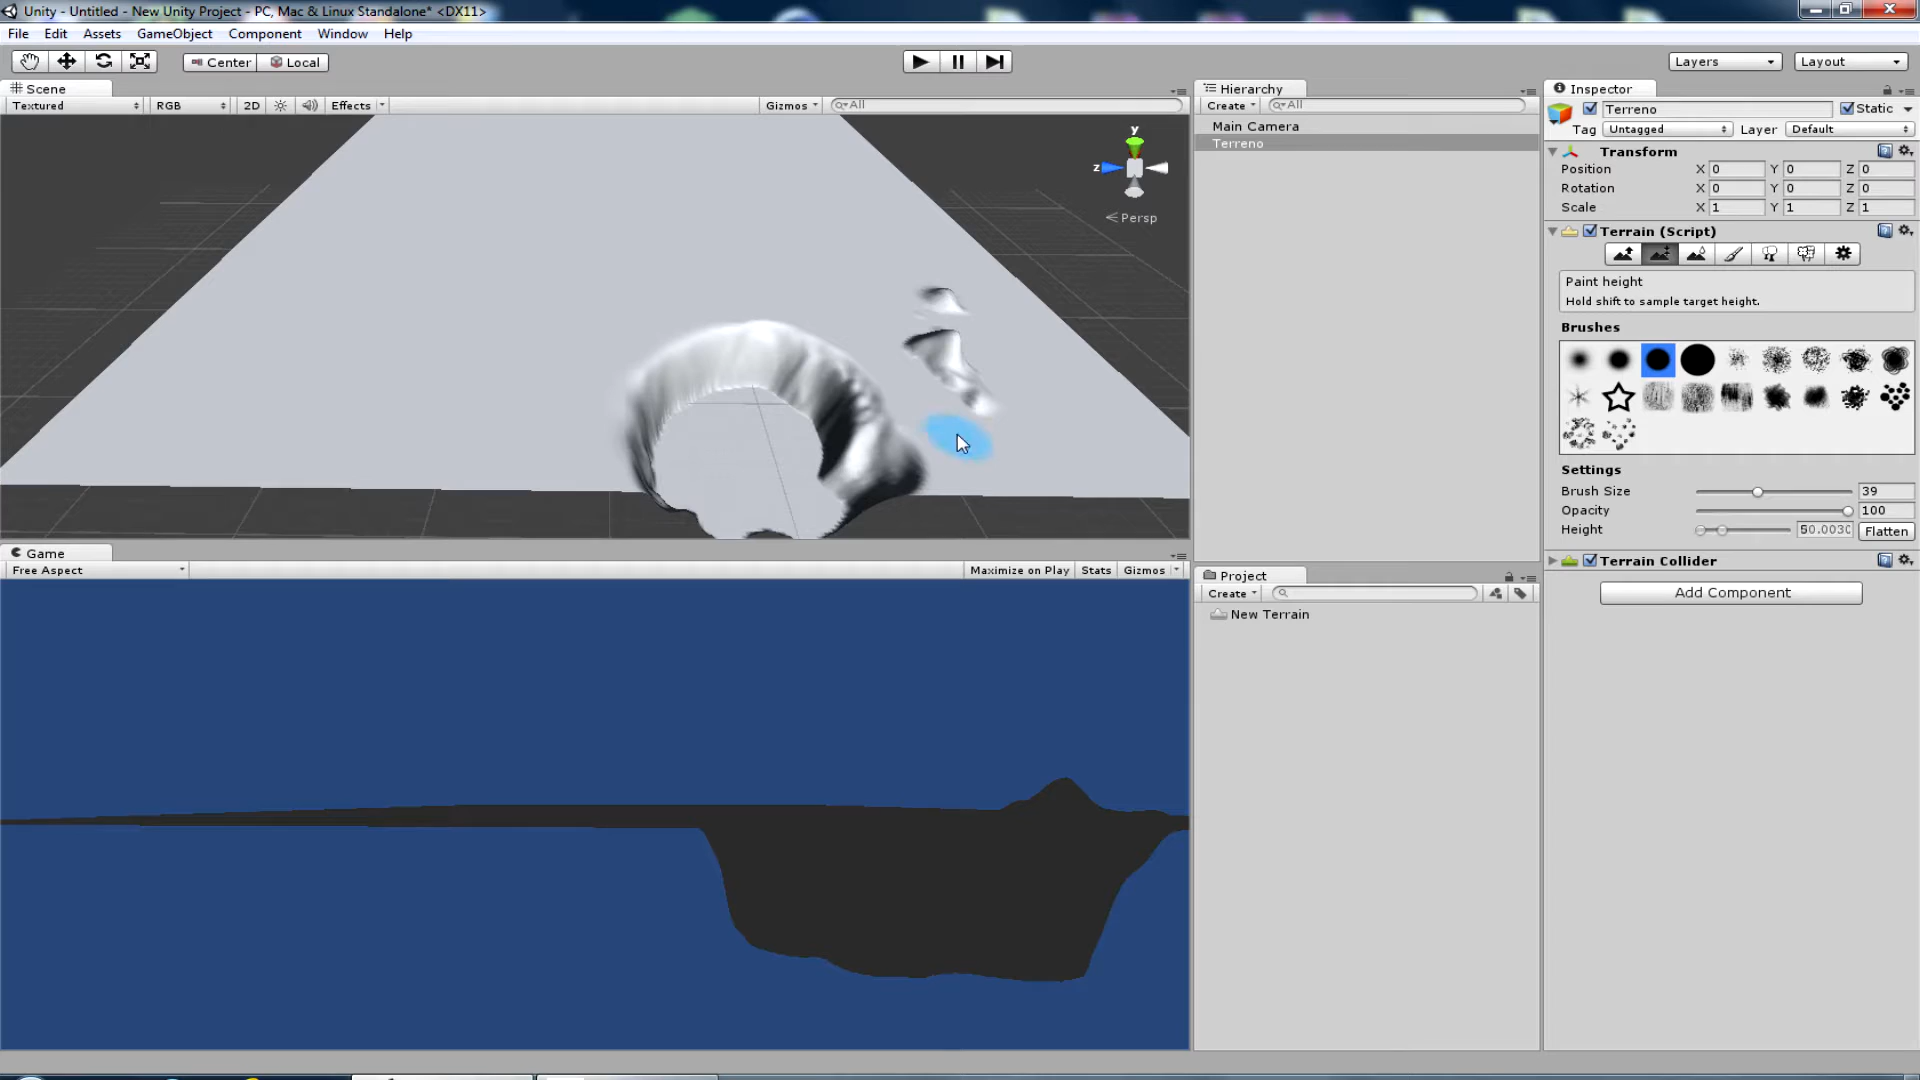 Unity - Untitled - New Unity Project - PC, Mac & Linux Standalone* <DX11>
File Edit Assets GameObject Component Window Help
Center Local Layers Layout
Scene
Textured RGB 2D Effects Gizmos All
y
z
Persp
Hierarchy
Create All
Main Camera
Terreno
Inspector
Terreno Static
Tag Untagged Layer Default
Transform
Position X 0 Y 0 Z 0
Rotation X 0 Y 0 Z 0
Scale X 1 Y 1 Z 1
Terrain (Script)
Paint height
Hold shift to sample target height.
Brushes
Settings
Brush Size 39
Opacity 100
Height 50.0030 Flatten
Terrain Collider
Add Component
Game
Free Aspect Maximize on Play Stats Gizmos
Project
Create
New Terrain